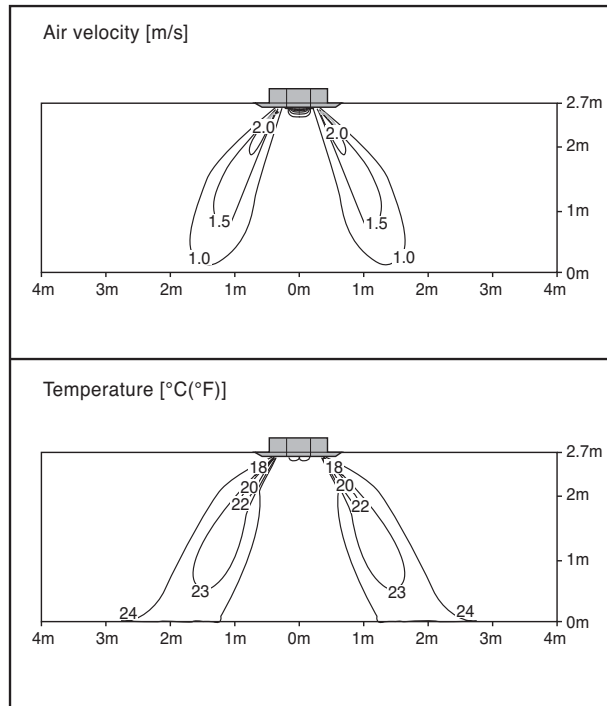 Air velocity [m/s]
2.7m
2.0 2.0
2m
1.5 1.5
1m
1.0 1.0
0m
4m 3m 2m 1m 0m 1m 2m 3m 4m
Temperature [°C(°F)]
2.7m
18 18
20 20
2m
22 22
1m
23 23
24 24
0m
4m 3m 2m 1m 0m 1m 2m 3m 4m